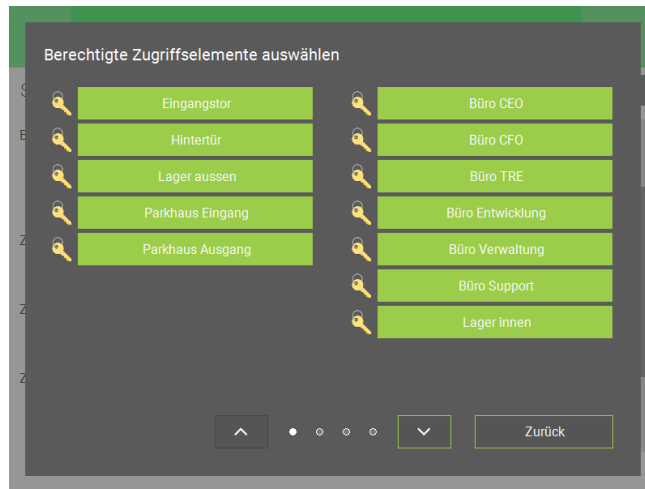 Berechtigte Zugriffselemente auswählen
Eingangstor
Hintertür
Lager aussen
Parkhaus Eingang
Parkhaus Ausgang
Büro CEO
Büro CFO
Büro TRE
Büro Entwicklung
Büro Verwaltung
Büro Support
Lager innen
Zurück